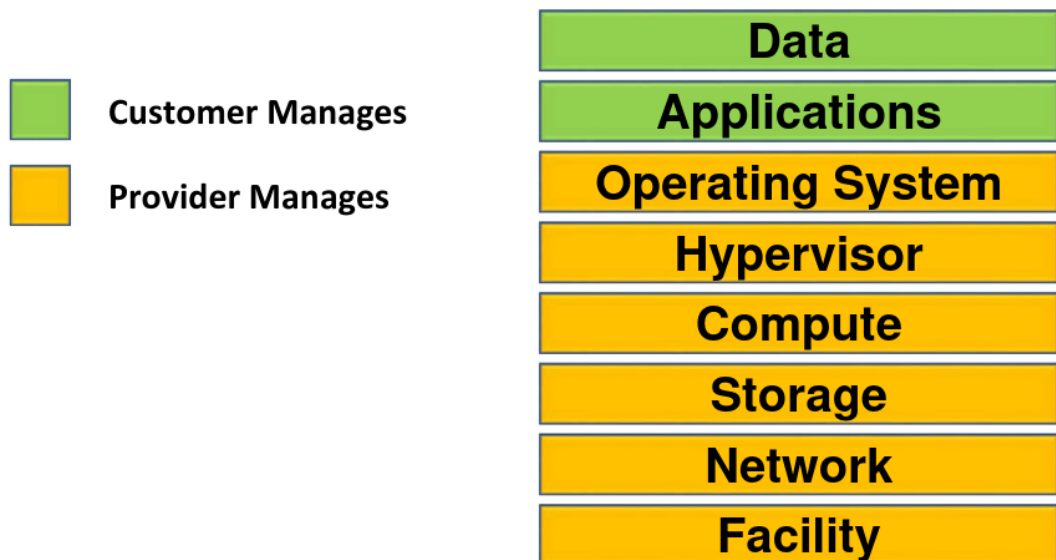 Customer Manages
Provider Manages
Data
Applications
Operating System
Hypervisor
Compute
Storage
Network
Facility